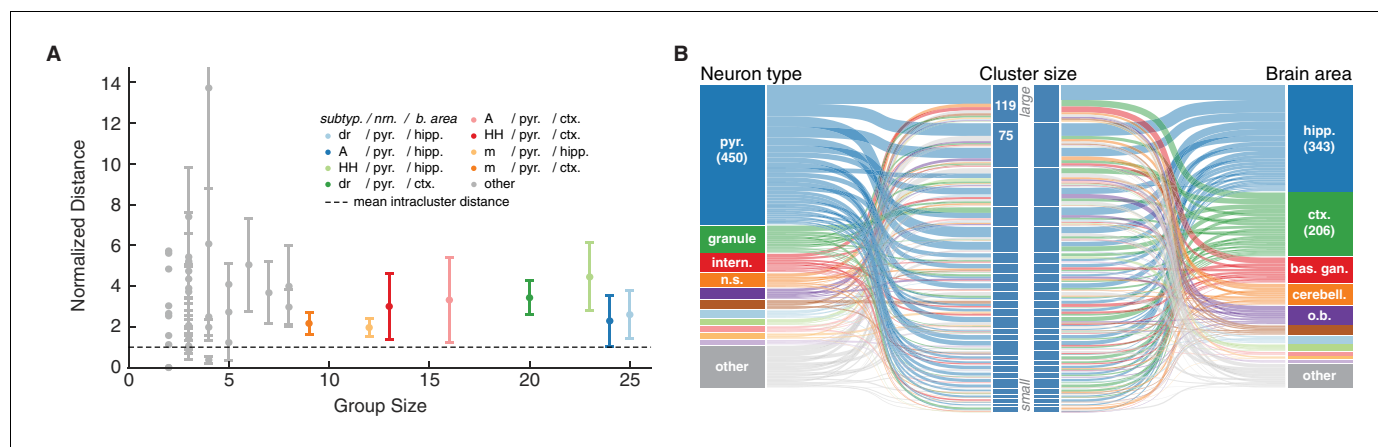 A
Normalized Distance
14
12
10
8
6
4
2
0
0 5 10 15 20 25
Group Size
subtyp. / nrn. / b. area
dr / pyr. / hipp.
A / pyr. / hipp.
HH / pyr. / hipp.
dr / pyr. / ctx.
A / pyr. / ctx.
HH / pyr. / ctx.
m / pyr. / hipp.
m / pyr. / ctx.
other
mean intracluster distance
B
Neuron type
Cluster size
Brain area
pyr.
(450)
granule
intern.
n.s.
other
119
75
large
small
hipp.
(343)
ctx.
(206)
bas. gan.
cerebell.
o.b.
other